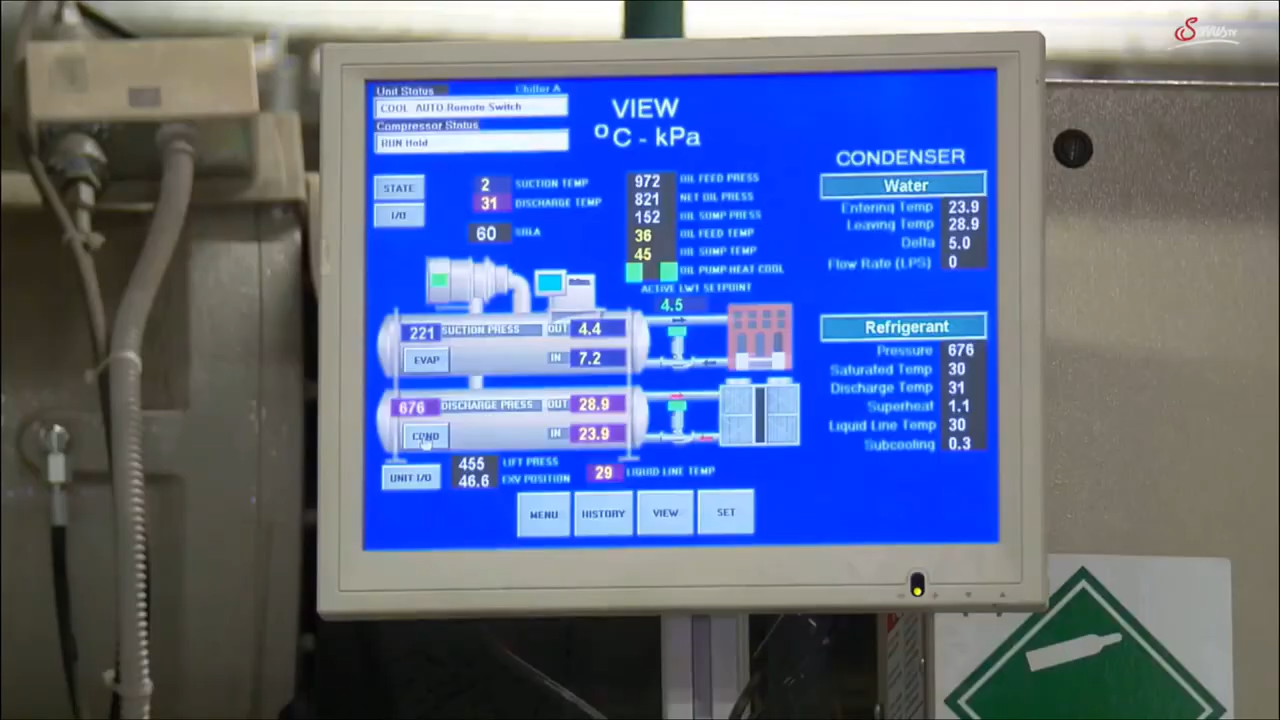 Sirius TV
Unit Status
Chiller A
COOL AUTO Remote Switch
Compressor Status
RUN Hold
VIEW
°C - kPa
STATE
I/O
2 SUCTION TEMP
31 DISCHARGE TEMP
60 %RLA
972 OIL FEED PRESS
821 NET OIL PRESS
152 OIL SUMP PRESS
36 OIL FEED TEMP
45 OIL SUMP TEMP
OIL PUMP HEAT COOL
ACTIVE LWT SETPOINT
4.5
221 SUCTION PRESS OUT 4.4
EVAP IN 7.2
676 DISCHARGE PRESS OUT 28.9
COND IN 23.9
UNIT I/O
455 LIFT PRESS
46.6 EXV POSITION
29 LIQUID LINE TEMP
MENU HISTORY VIEW SET
CONDENSER
Water
Entering Temp 23.9
Leaving Temp 28.9
Delta 5.0
Flow Rate (LPS) 0
Refrigerant
Pressure 676
Saturated Temp 30
Discharge Temp 31
Superheat 1.1
Liquid Line Temp 30
Subcooling 0.3